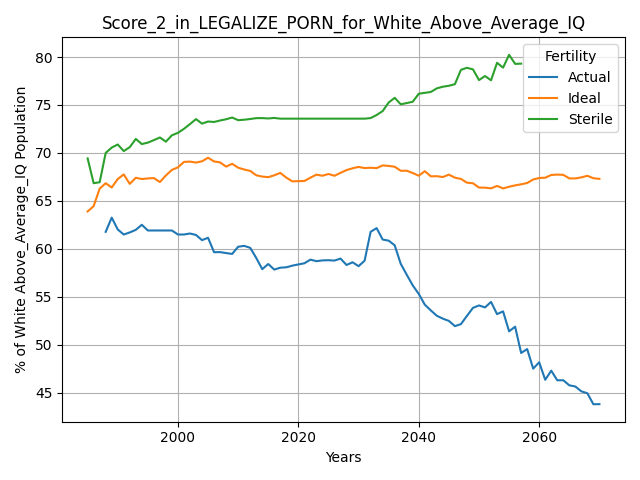 Score_2_in_LEGALIZE_PORN_for_White_Above_Average_IQ
% of White Above_Average_IQ Population
80
75
70
65
60
55
50
45
Fertility
Actual
Ideal
Sterile
2000 2020 2040 2060
Years